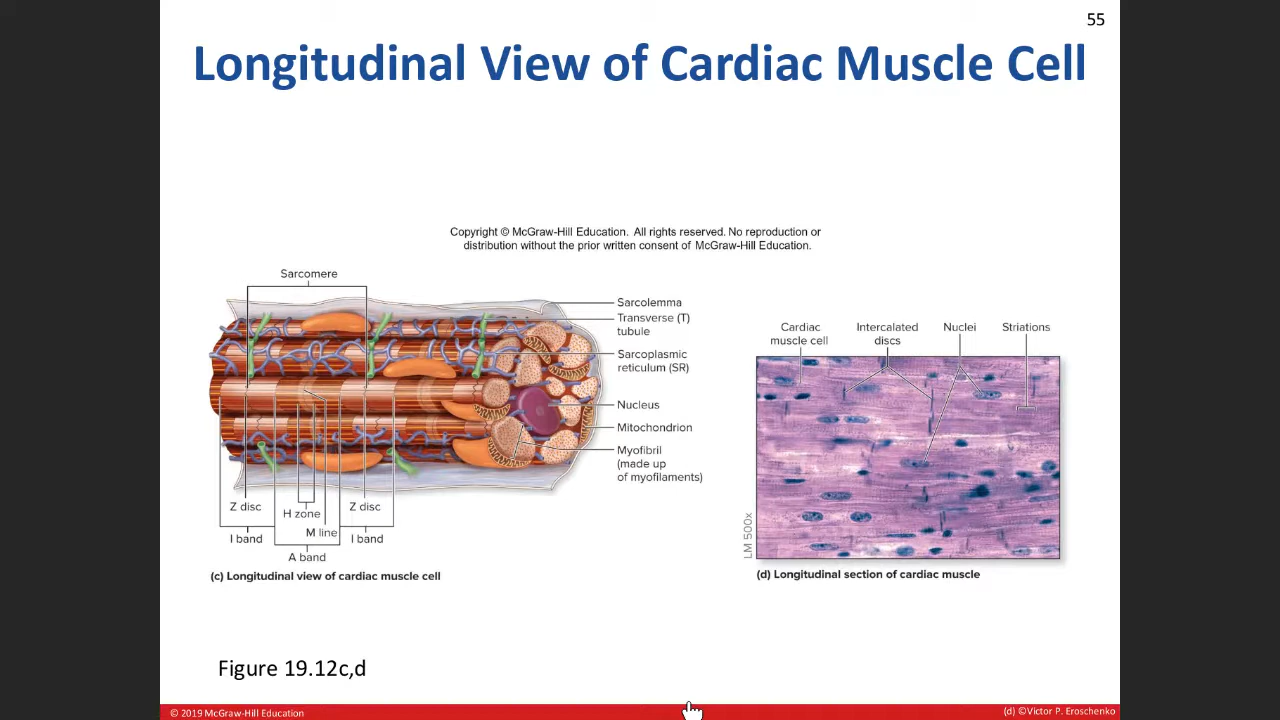 55
Longitudinal View of Cardiac Muscle Cell
Copyright © McGraw-Hill Education. All rights reserved. No reproduction or
distribution without the prior written consent of McGraw-Hill Education.
Sarcomere
Sarcolemma
Transverse (T)
tubule
Sarcoplasmic
reticulum (SR)
Nucleus
Mitochondrion
Myofibril
(made up
of myofilaments)
Z disc
H zone
Z disc
M line
I band
I band
A band
(c) Longitudinal view of cardiac muscle cell
Cardiac
muscle cell
Intercalated
discs
Nuclei
Striations
LM 500x
(d) Longitudinal section of cardiac muscle
Figure 19.12c,d
© 2019 McGraw-Hill Education
(d) ©Victor P. Eroschenko